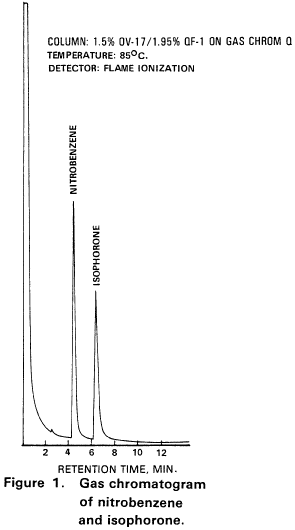 COLUMN: 1.5% OV-17/1.95% QF-1 ON GAS CHROM Q
TEMPERATURE: 85°C.
DETECTOR: FLAME IONIZATION
NITROBENZENE
ISOPHORONE
2 4 6 8 10 12
RETENTION TIME, MIN.
Figure 1. Gas chromatogram
of nitrobenzene
and isophorone.